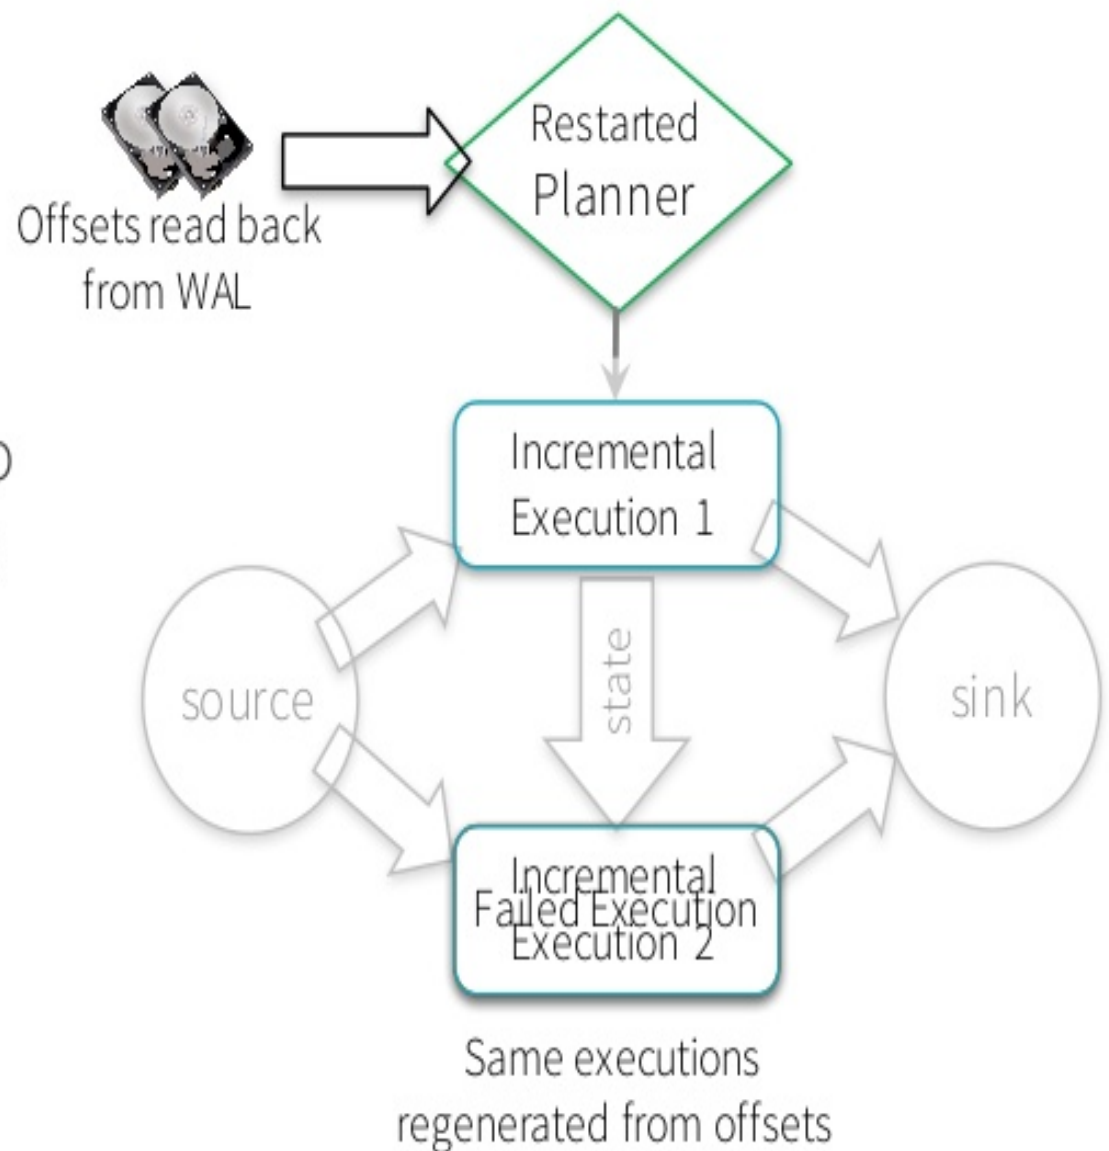 Restarted
Planner
Offsets read back
from WAL
Incremental
Execution 1
source
state
sink
Incremental
Failed Execution
Execution 2
Same executions
regenerated from offsets